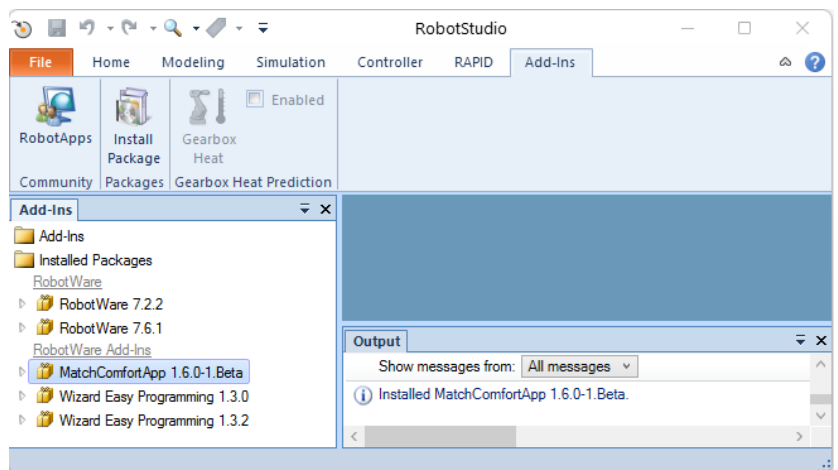 RobotStudio
File Home Modeling Simulation Controller RAPID Add-Ins
RobotApps
Install Package
Gearbox Heat
Enabled
Community Packages Gearbox Heat Prediction
Add-Ins
Add-Ins
Installed Packages
RobotWare
RobotWare 7.2.2
RobotWare 7.6.1
RobotWare Add-Ins
MatchComfortApp 1.6.0-1.Beta
Wizard Easy Programming 1.3.0
Wizard Easy Programming 1.3.2
Output
Show messages from: All messages
Installed MatchComfortApp 1.6.0-1.Beta.